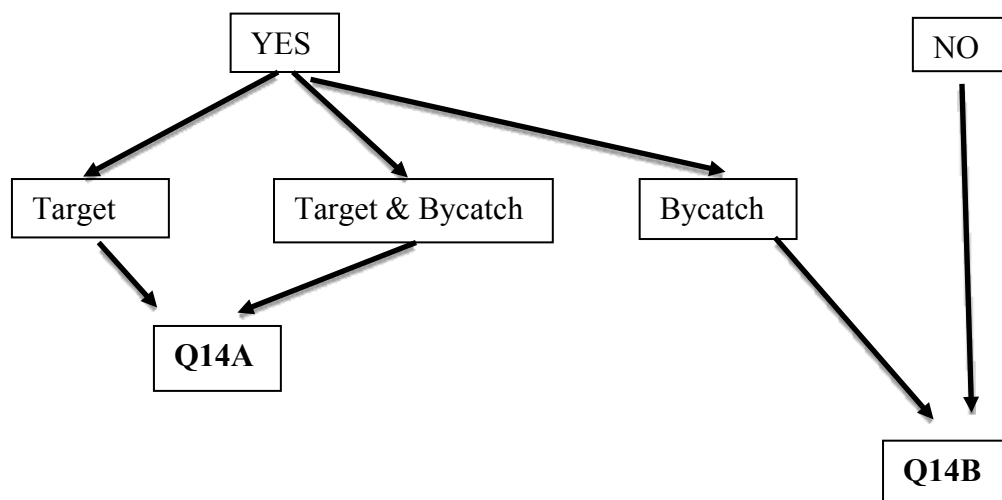 YES
NO
Target
Target & Bycatch
Bycatch
Q14A
Q14B